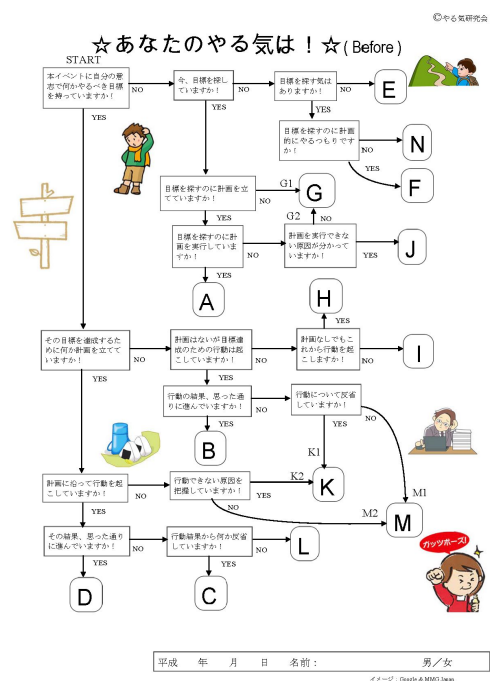 ©やる気研究会
☆あなたのやる気は！☆( Before )
START
本イベントに自分の意
志で何かやるべき目標
を持っていますか！
NO
今、目標を探し
ていますか！
NO
目標を探す気は
ありますか！
NO
E
YES
YES
YES
目標を探すのに計画
的にやるつもりです
か！
NO
N
YES
F
目標を探すのに計画を立
てていますか！
NO
G1
G
YES
G2
NO
目標を探すのに計
画を実行していま
すか！
NO
計画を実行できな
い原因が分かって
いますか！
YES
J
YES
A
H
YES
その目標を達成するた
めに何か計画を立てて
いますか！
NO
計画はないが目標達
成のための行動は起
こしていますか！
NO
計画なしでもこ
れから行動を起
こしますか！
NO
I
YES
YES
行動の結果、思った通
りに進んでいますか！
NO
行動について反省
していますか！
NO
YES
YES
B
K1
計画に沿って行動を起
こしていますか！
NO
行動できない原因を
把握していますか！
YES
K2
K
NO
M1
M2
M
YES
その結果、思った通り
に進んでいますか！
NO
行動結果から何か反省
していますか！
NO
L
YES
YES
D
C
ガッツポーズ！
平成　年　月　日　名前：　男／女
イメージ：Google & MMG Japan